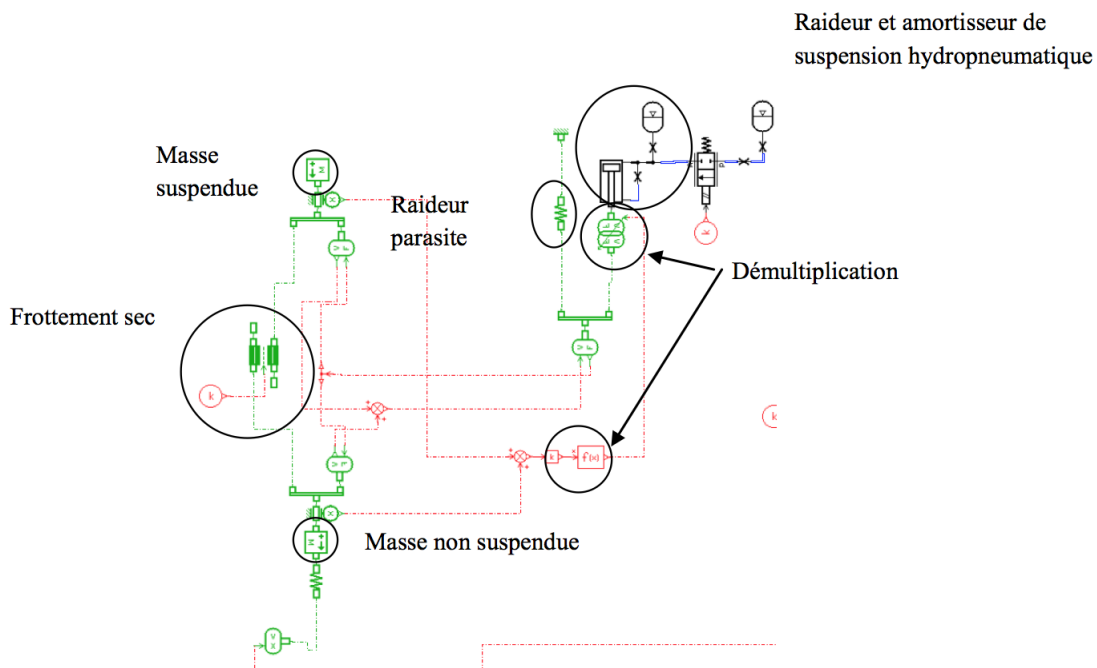 Raideur et amortisseur de
suspension hydropneumatique
Masse
suspendue
Raideur
parasite
Démultiplication
Frottement sec
Masse non suspendue
M
x
V
F
k
k
V
F
k
+
+
+
+
k
x
f(x)
V
F
x
M
V
X
P